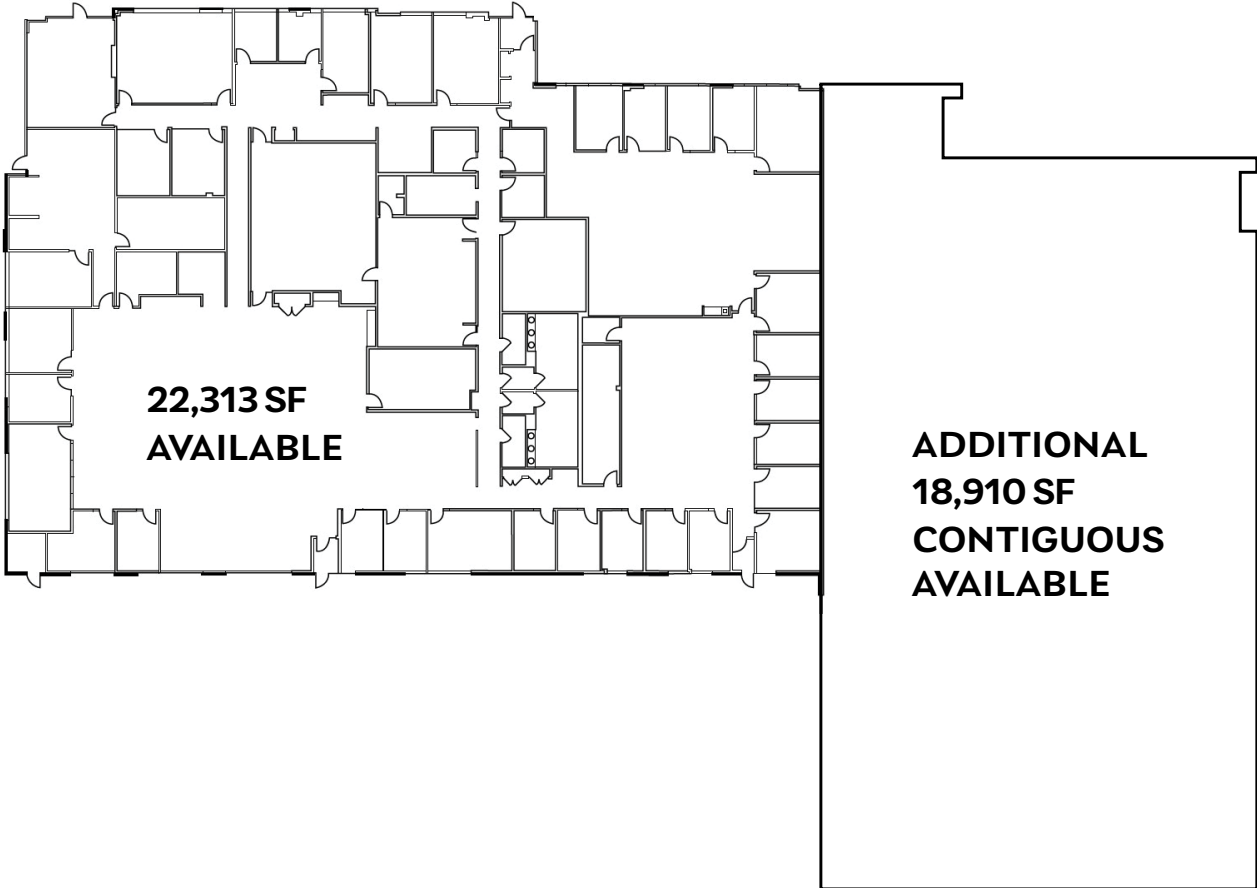 22,313 SF
AVAILABLE
ADDITIONAL
18,910 SF
CONTIGUOUS
AVAILABLE